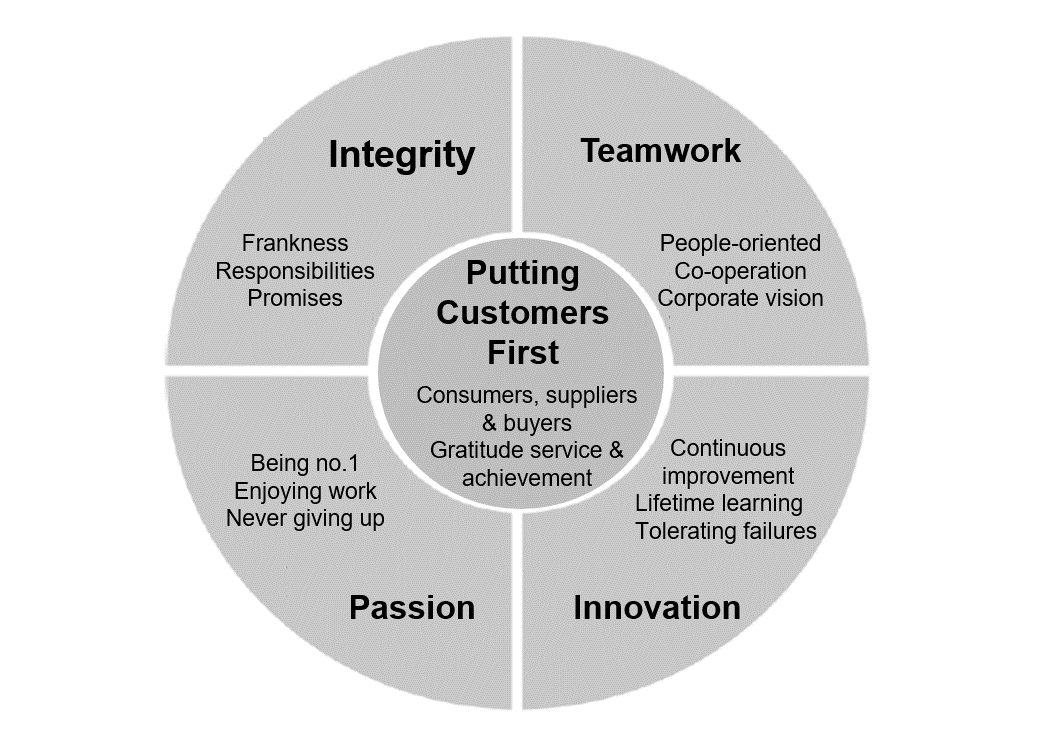 Integrity
Frankness
Responsibilities
Promises
Teamwork
People-oriented
Co-operation
Corporate vision
Putting
Customers
First
Consumers, suppliers
& buyers
Gratitude service &
achievement
Being no.1
Enjoying work
Never giving up
Passion
Continuous
improvement
Lifetime learning
Tolerating failures
Innovation